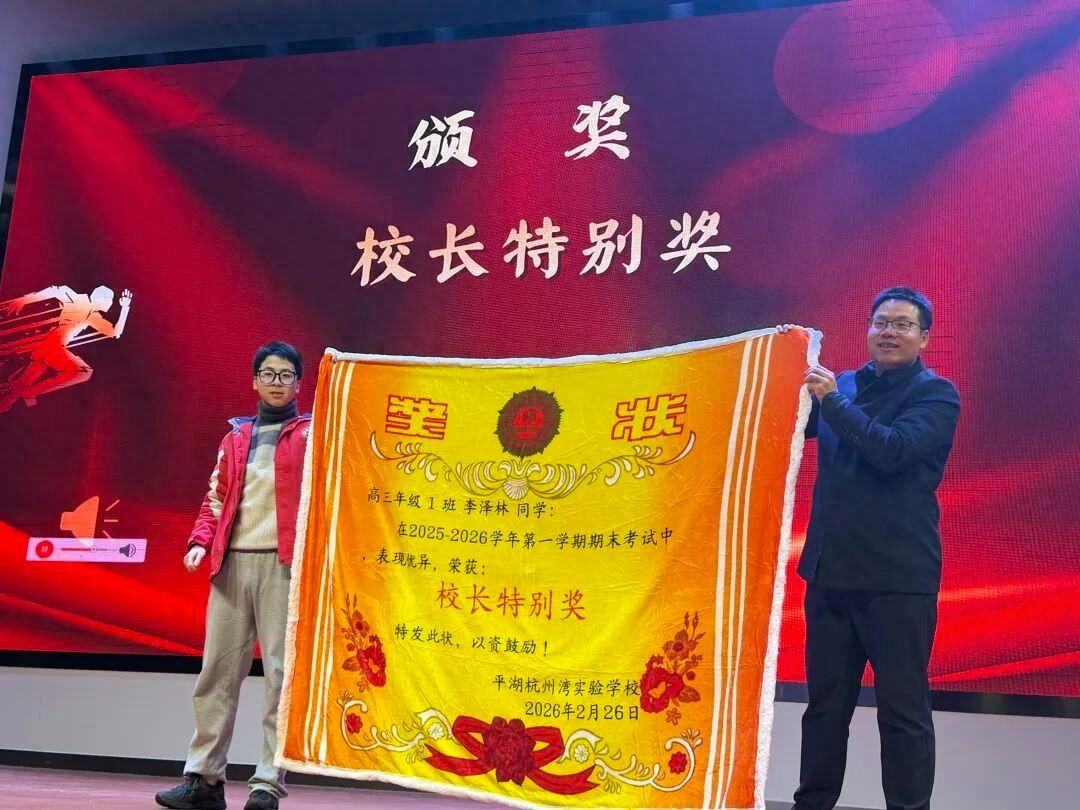 颁 奖
校长特别奖
奖 状
高三年级1班 李泽林 同学：
在2025-2026学年第一学期期末考试中
，表现优异，荣获：
校长特别奖
特发此状，以资鼓励！
平湖杭州湾实验学校
2026年2月26日